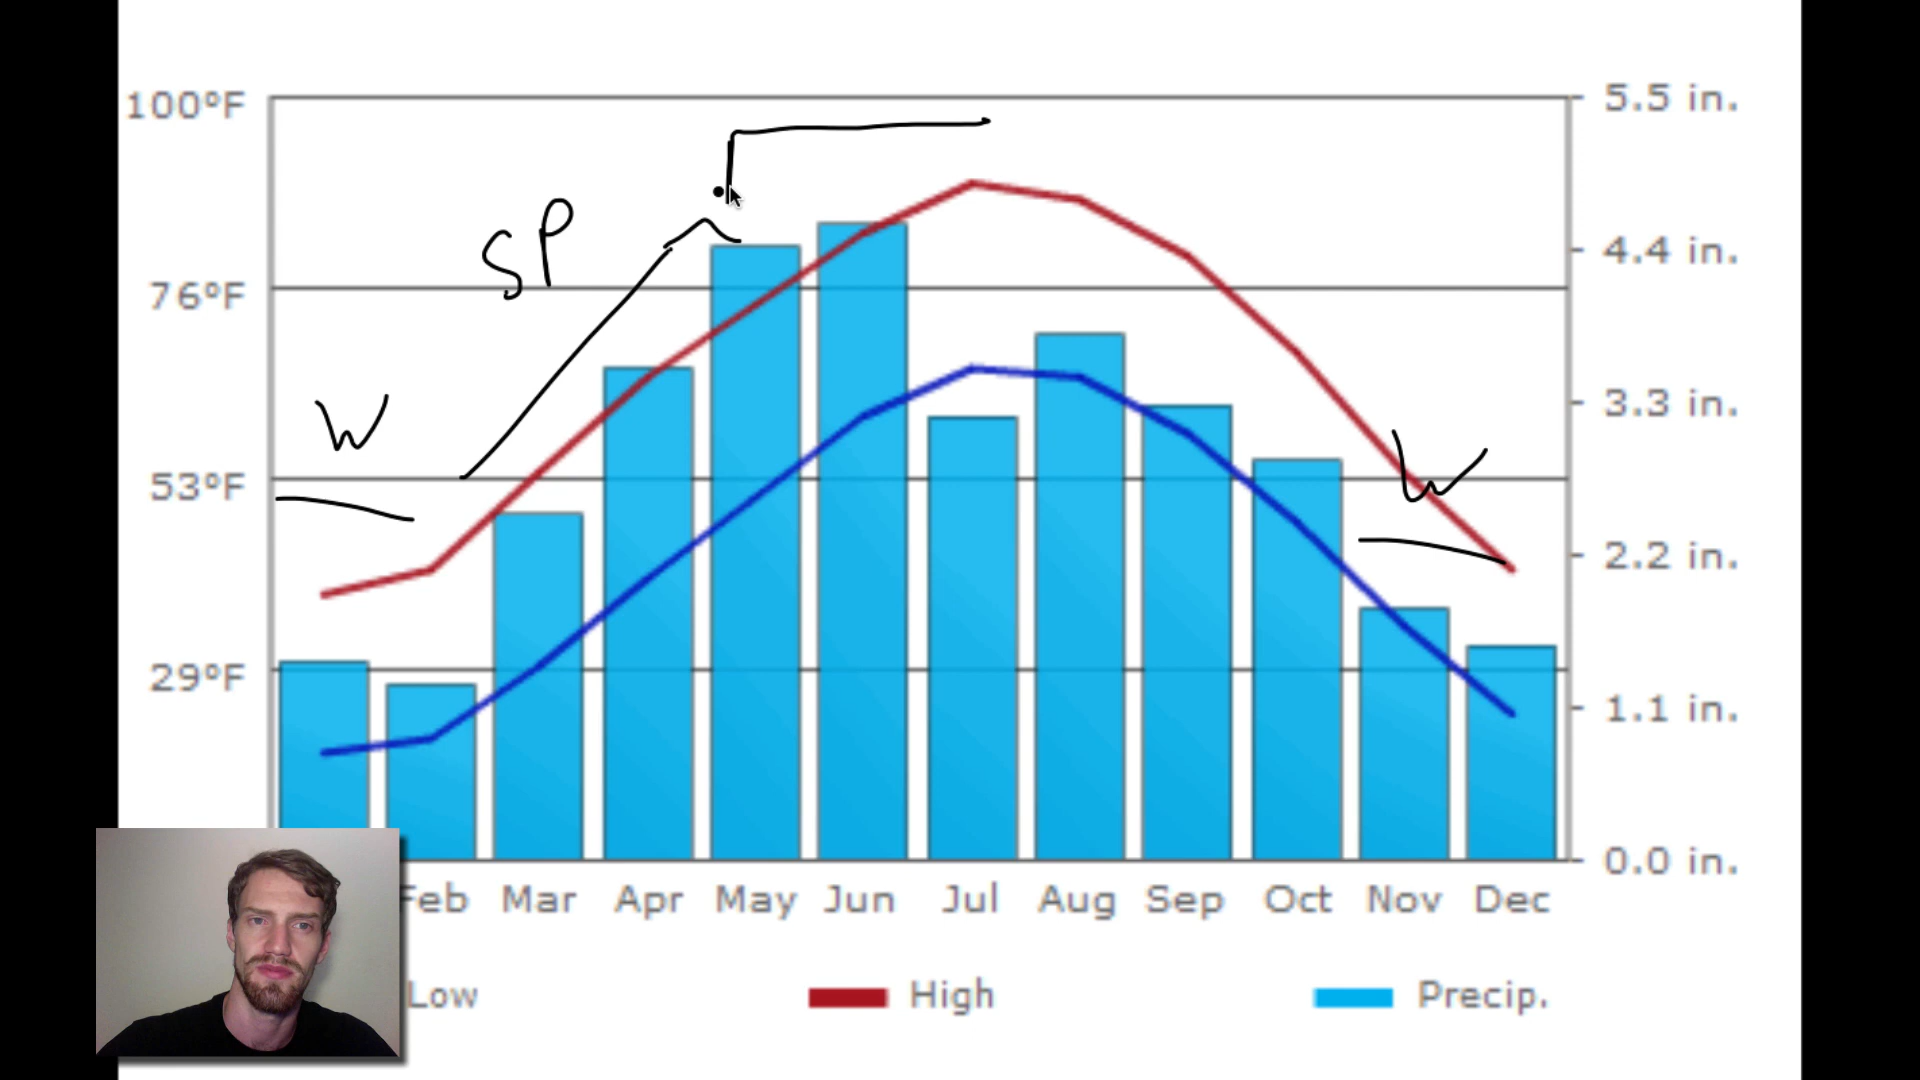 100°F
5.5 in.
SP
4.4 in.
76°F
W
3.3 in.
53°F
W
2.2 in.
29°F
1.1 in.
0.0 in.
Feb Mar Apr May Jun Jul Aug Sep Oct Nov Dec
Low High Precip.